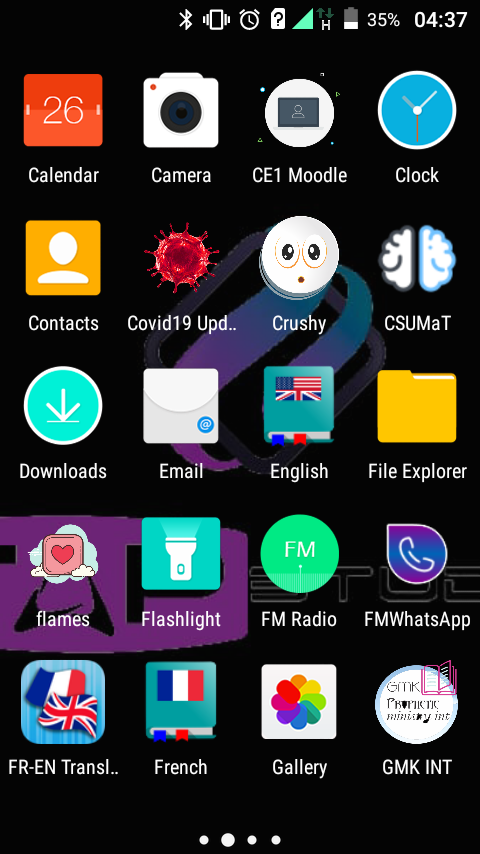 H 35% 04:37
26
Calendar Camera CE1 Moodle Clock
Contacts Covid19 Upd.. Crushy CSUMaT
@
Downloads Email English File Explorer
FM
flames Flashlight FM Radio FMWhatsApp
GMK
Prophetic
ministry int
FR-EN Transl.. French Gallery GMK INT